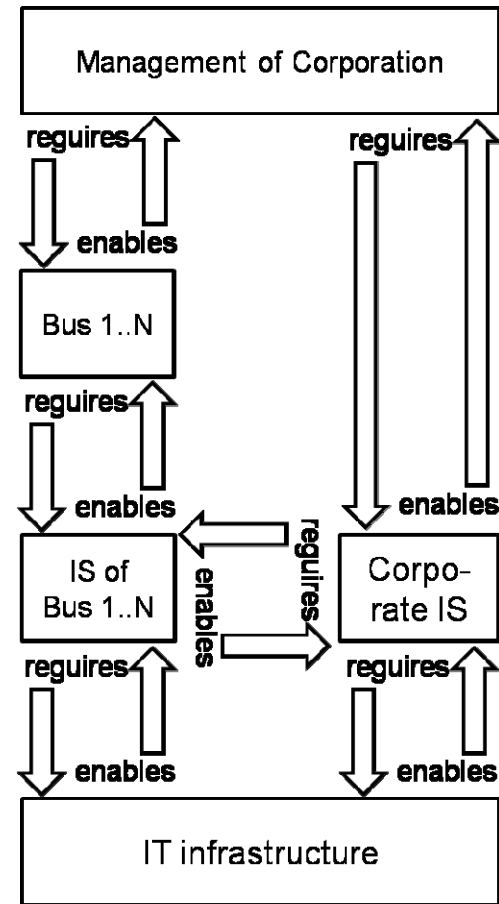 Management of Corporation
reguires
reguires
enables
Bus 1..N
reguires
enables
enables
IS of
Bus 1..N
reguires
enables
Corpo-
rate IS
reguires
reguires
enables
enables
IT infrastructure